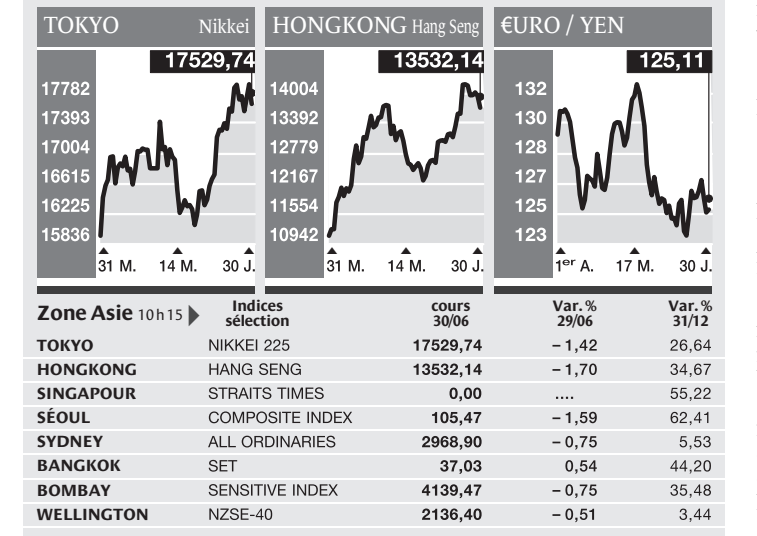 TOKYO Nikkei
17529,74
17782
17393
17004
16615
16225
15836
31 M. 14 M. 30 J.
HONGKONG Hang Seng
13532,14
14004
13392
12779
12167
11554
10942
31 M. 14 M. 30 J.
€URO / YEN
125,11
132
130
128
127
125
123
1er A. 17 M. 30 J.
Zone Asie 10h15 Indices sélection cours 30/06 Var. % 29/06 Var. % 31/12
TOKYO NIKKEI 225 17529,74 – 1,42 26,64
HONGKONG HANG SENG 13532,14 – 1,70 34,67
SINGAPOUR STRAITS TIMES 0,00 .... 55,22
SÉOUL COMPOSITE INDEX 105,47 – 1,59 62,41
SYDNEY ALL ORDINARIES 2968,90 – 0,75 5,53
BANGKOK SET 37,03 0,54 44,20
BOMBAY SENSITIVE INDEX 4139,47 – 0,75 35,48
WELLINGTON NZSE-40 2136,40 – 0,51 3,44